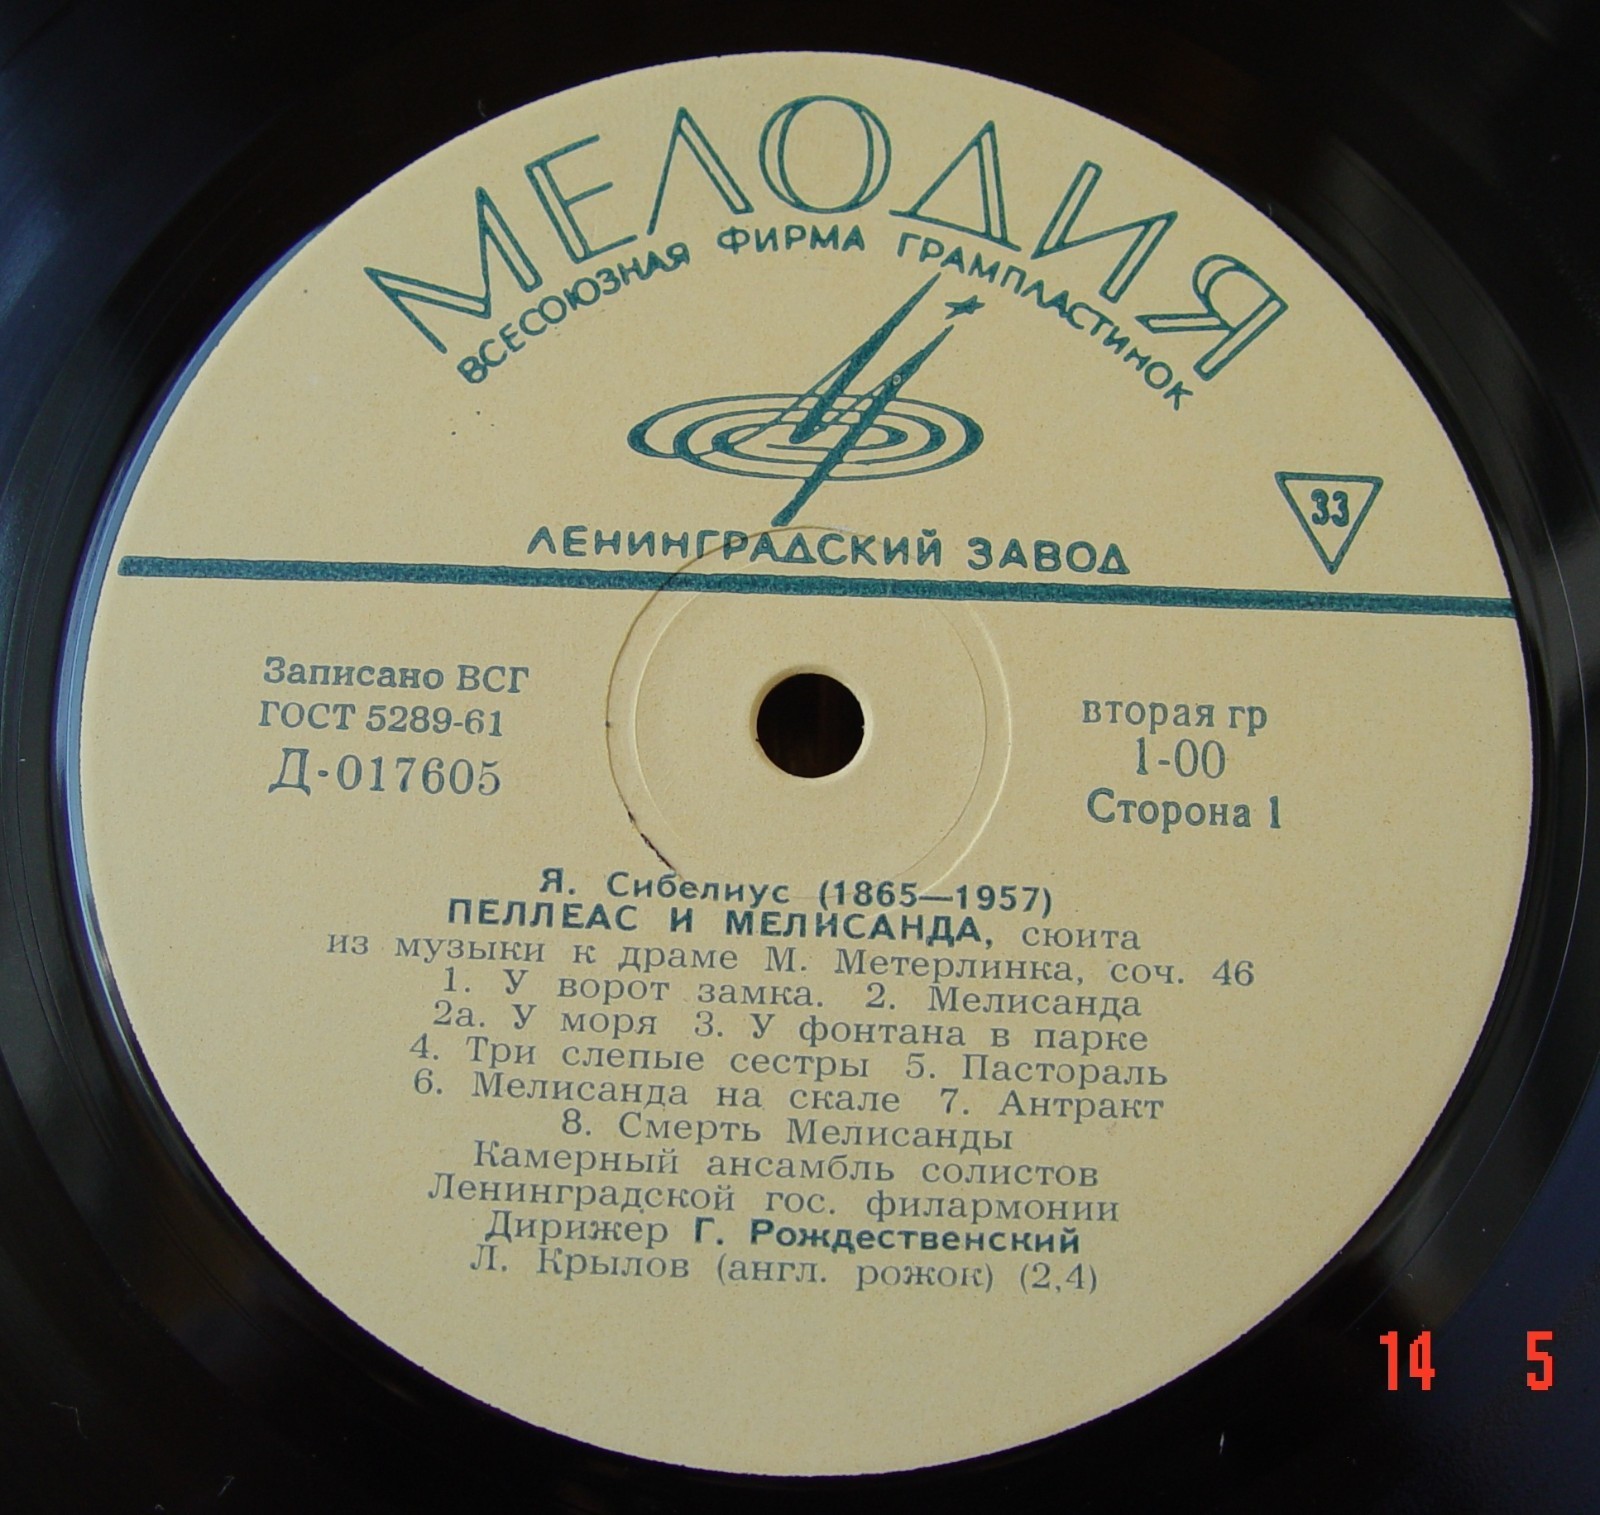 МЕЛОДИЯ
ВСЕСОЮЗНАЯ ФИРМА ГРАМПЛАСТИНОК
33
ЛЕНИНГРАДСКИЙ ЗАВОД
Записано ВСГ
ГОСТ 5289-61
Д-017605
вторая гр
1-00
Сторона 1
Я. Сибелиус (1865—1957)
ПЕЛЛЕАС И МЕЛИСАНДА, сюита
из музыки к драме М. Метерлинка, соч. 46
1. У ворот замка. 2. Мелисанда
2а. У моря 3. У фонтана в парке
4. Три слепые сестры 5. Пастораль
6. Мелисанда на скале 7. Антракт
8. Смерть Мелисанды
Камерный ансамбль солистов
Ленинградской гос. филармонии
Дирижер Г. Рождественский
Л. Крылов (англ. рожок) (2,4)
14 5